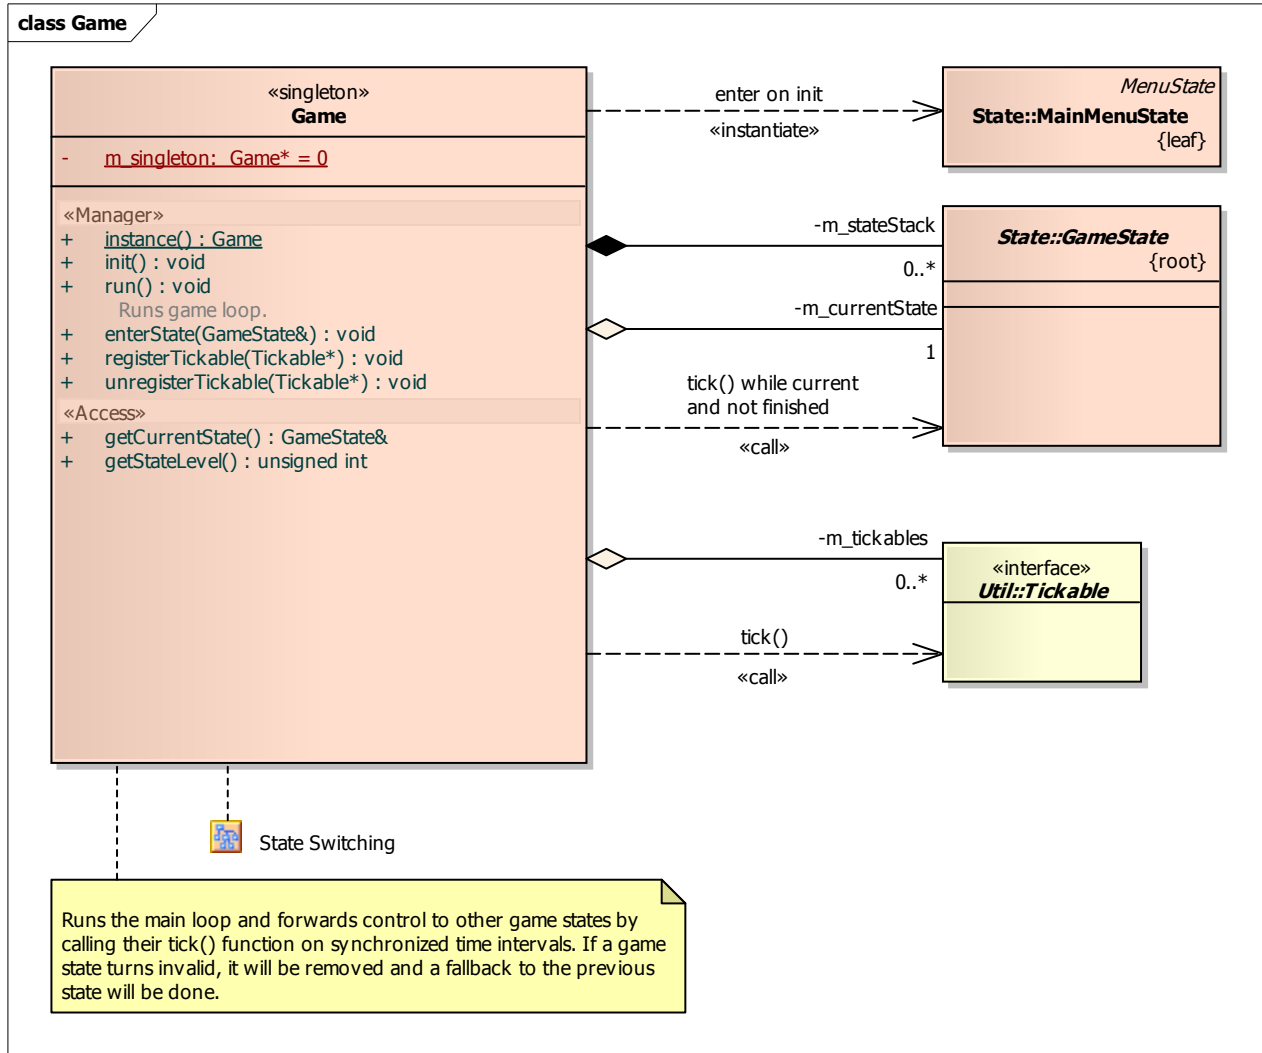 class Game
«singleton»
Game
- m_singleton: Game* = 0
«Manager»
+ instance() : Game
+ init() : void
+ run() : void
Runs game loop.
+ enterState(GameState&) : void
+ registerTickable(Tickable*) : void
+ unregisterTickable(Tickable*) : void
«Access»
+ getCurrentState() : GameState&
+ getStateLevel() : unsigned int
enter on init
«instantiate»
MenuState
State::MainMenuState
{leaf}
-m_stateStack
0..*
-m_currentState
1
tick() while current
and not finished
«call»
State::GameState
{root}
-m_tickables
0..*
tick()
«call»
«interface»
Util::Tickable
State Switching
Runs the main loop and forwards control to other game states by
calling their tick() function on synchronized time intervals. If a game
state turns invalid, it will be removed and a fallback to the previous
state will be done.